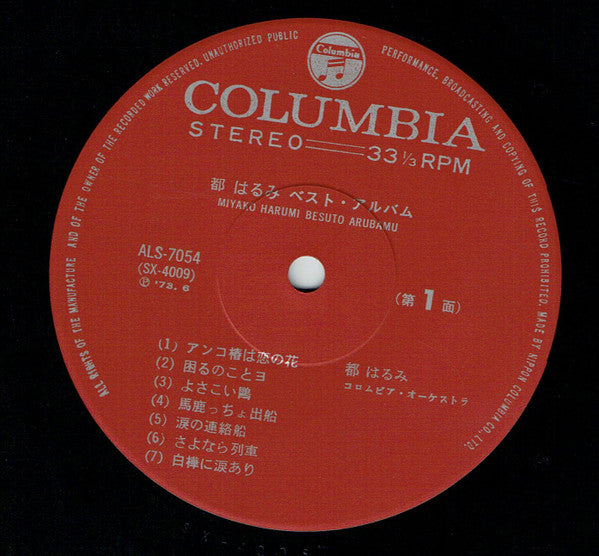 ALL RIGHTS OF THE MANUFACTURE AND OF THE OWNER OF THE RECORDED WORK RESERVED. UNAUTHORIZED PUBLIC PERFORMANCE, BROADCASTING AND COPYING OF THIS RECORD PROHIBITED. MADE BY NIPPON COLUMBIA CO., LTD.
Columbia
COLUMBIA
STEREO 33 1/3 RPM
都 はるみ ベスト・アルバム
MIYAKO HARUMI BESUTO ARUBAMU
ALS-7054
(SX-4009)
Ⓟ '73. 6
(第 1 面)
(1) アンコ椿は恋の花
(2) 困るのことヨ
(3) よさこい鴎
(4) 馬鹿っちょ出船
(5) 涙の連絡船
(6) さよなら列車
(7) 白樺に涙あり
都 はるみ
コロムビア・オーケストラ